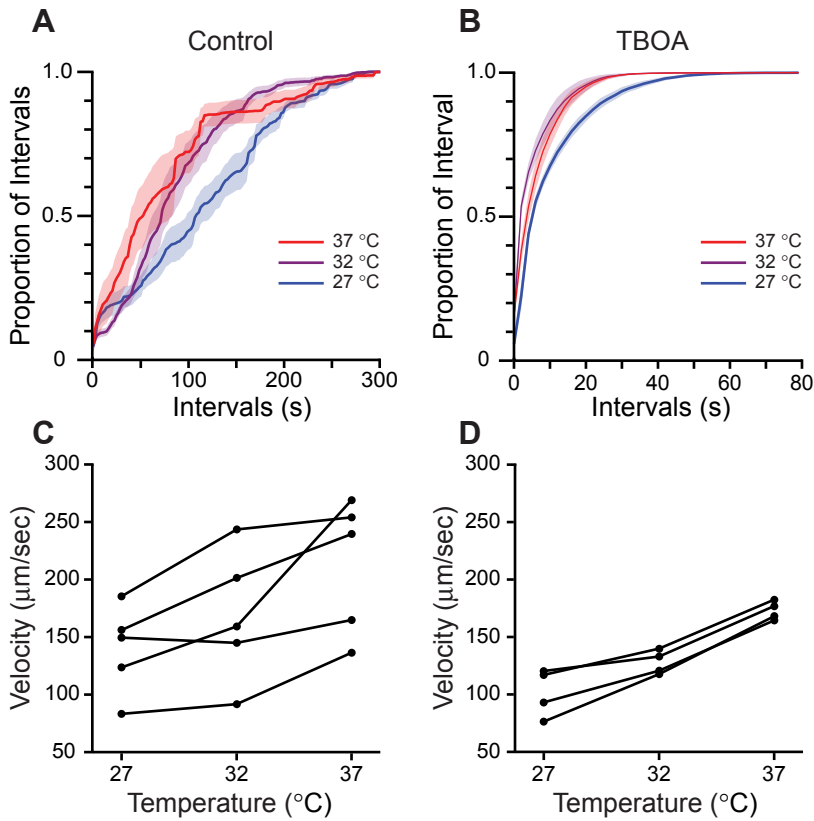 A
Control
Proportion of Intervals
1.0
0.5
0
37 °C
32 °C
27 °C
0
100
200
300
Intervals (s)
B
TBOA
Proportion of Interval
1.0
0.5
0
37 °C
32 °C
27 °C
0
20
40
60
80
Intervals (s)
C
Velocity (μm/sec)
300
250
200
150
100
50
27
32
37
Temperature (°C)
D
Velocity (μm/sec)
300
250
200
150
100
50
27
32
37
Temperature (°C)